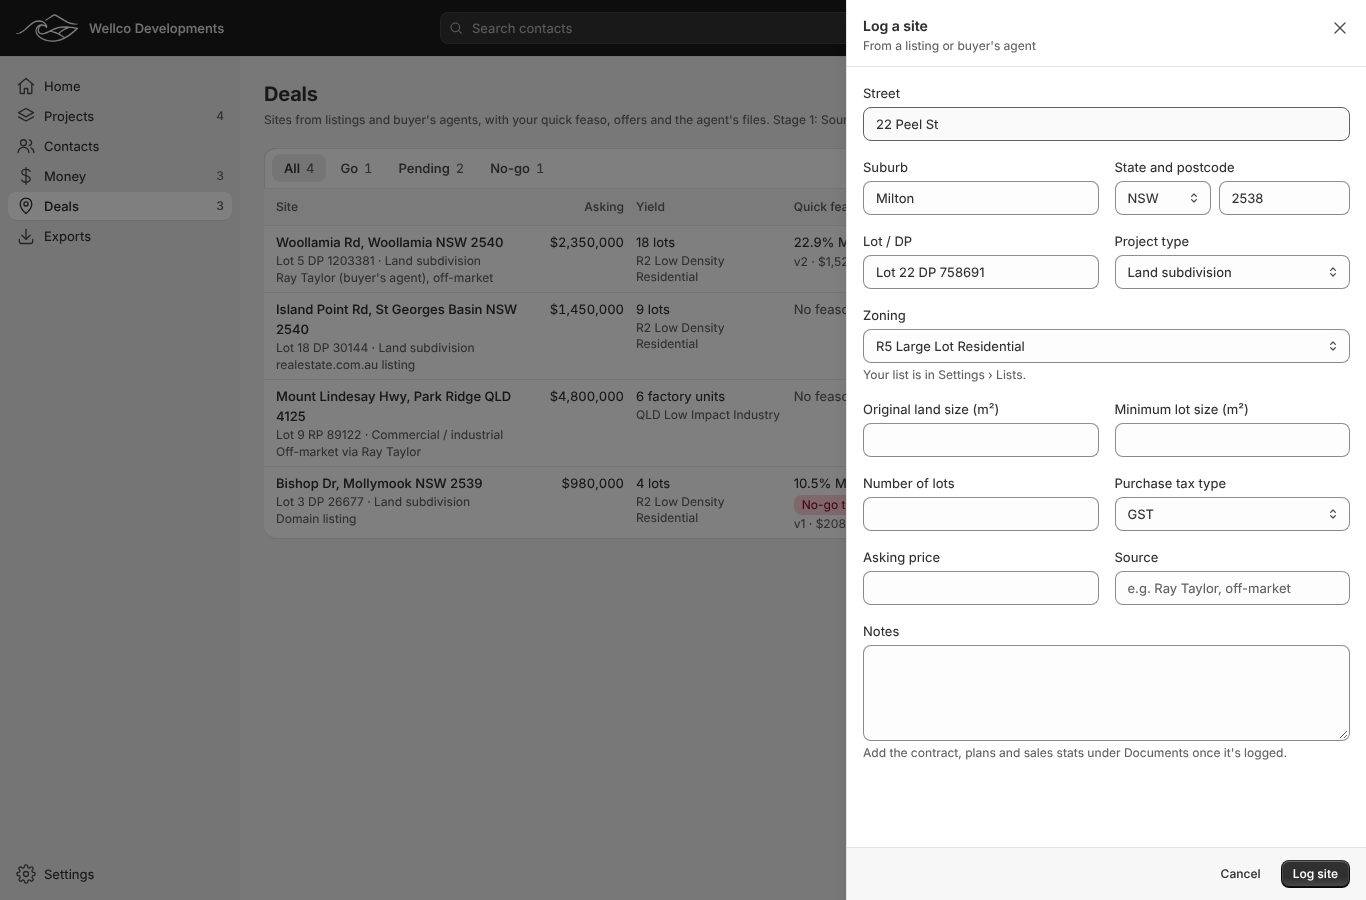 Wellco Developments
Search contacts
Home
Projects 4
Contacts
Money 3
Deals 3
Exports
Settings
Deals
Sites from listings and buyer's agents, with your quick feaso, offers and the agent's files. Stage 1:
All 4 Go 1 Pending 2 No-go 1
Site Asking Yield Quick
Woollamia Rd, Woollamia NSW 2540 $2,350,000 18 lots 22.9%
Lot 5 DP 1203381 · Land subdivision R2 Low Density v2 · $1,52
Ray Taylor (buyer's agent), off-market Residential
Island Point Rd, St Georges Basin NSW $1,450,000 9 lots No
2540 R2 Low Density
Lot 18 DP 30144 · Land subdivision Residential
realestate.com.au listing
Mount Lindesay Hwy, Park Ridge QLD $4,800,000 6 factory units No
4125 QLD Low Impact Industry
Lot 9 RP 89122 · Commercial / industrial
Off-market via Ray Taylor
Bishop Dr, Mollymook NSW 2539 $980,000 4 lots 10.5%
Lot 3 DP 26677 · Land subdivision R2 Low Density No-go
Domain listing Residential v1 · $208
Log a site
From a listing or buyer's agent
Street
22 Peel St
Suburb State and postcode
Milton NSW 2538
Lot / DP Project type
Lot 22 DP 758691 Land subdivision
Zoning
R5 Large Lot Residential
Your list is in Settings › Lists.
Original land size (m²) Minimum lot size (m²)
Number of lots Purchase tax type
GST
Asking price Source
e.g. Ray Taylor, off-market
Notes
Add the contract, plans and sales stats under Documents once it's logged.
Cancel Log site